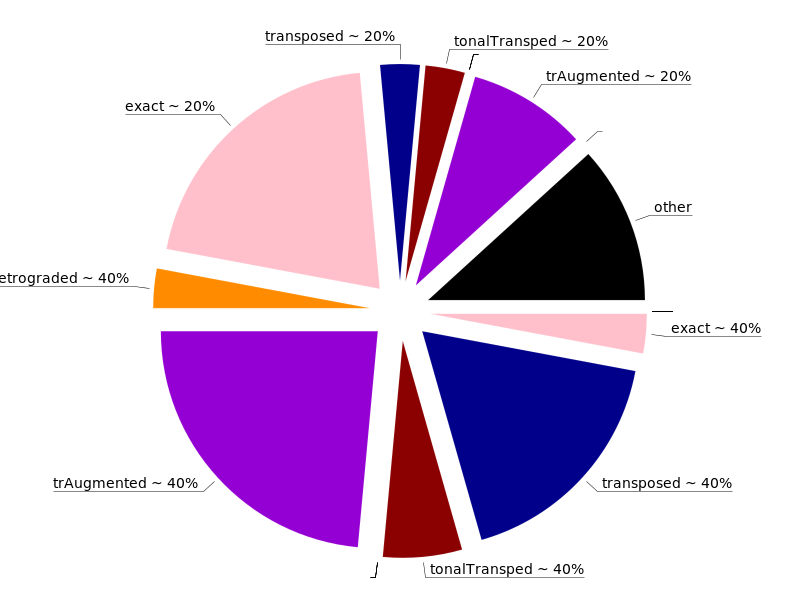 transposed ~ 20%
tonalTransped ~ 20%
trAugmented ~ 20%
exact ~ 20%
other
etrograded ~ 40%
exact ~ 40%
trAugmented ~ 40%
transposed ~ 40%
tonalTransped ~ 40%